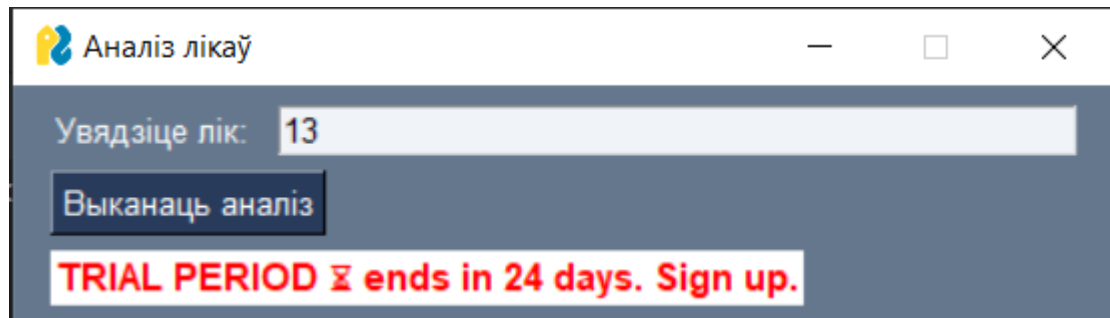 Аналіз лікаў
Увядзіце лік: 13
Выканаць аналіз
TRIAL PERIOD ⌛ ends in 24 days. Sign up.